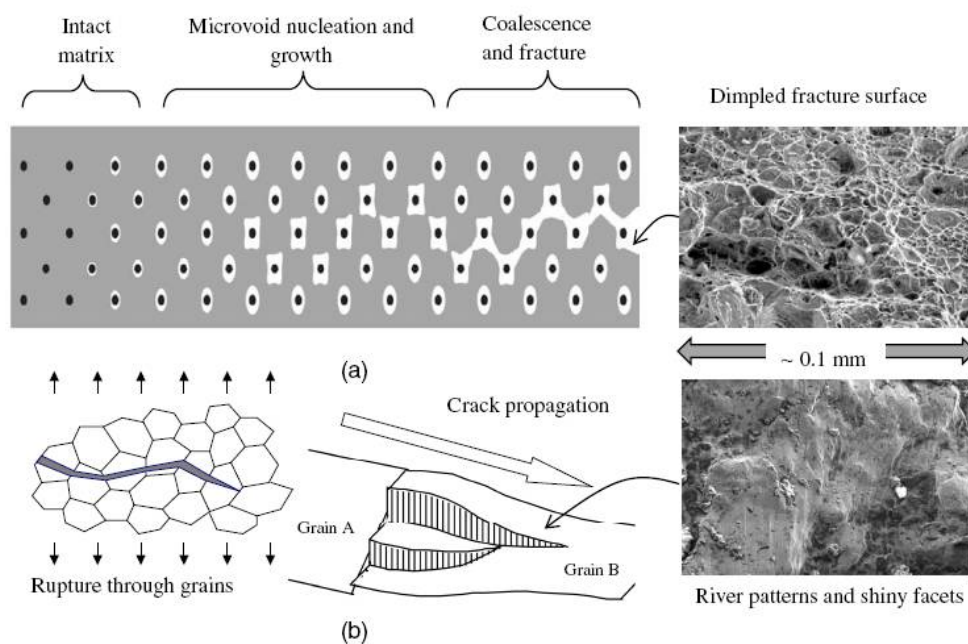 Intact
matrix
Microvoid nucleation and
growth
Coalescence
and fracture
Dimpled fracture surface
(a)
~ 0.1 mm
Crack propagation
Grain A
Grain B
Rupture through grains
River patterns and shiny facets
(b)